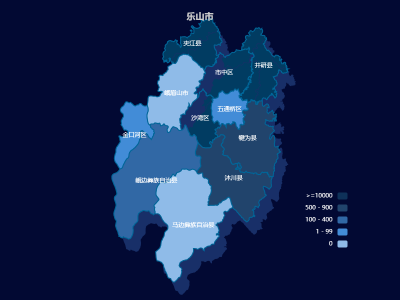 乐山市
夹江县
井研县
市中区
峨眉山市
五通桥区
沙湾区
金口河区
犍为县
峨边彝族自治县
沐川县
马边彝族自治县
>=10000
500 - 900
100 - 400
1 - 99
0